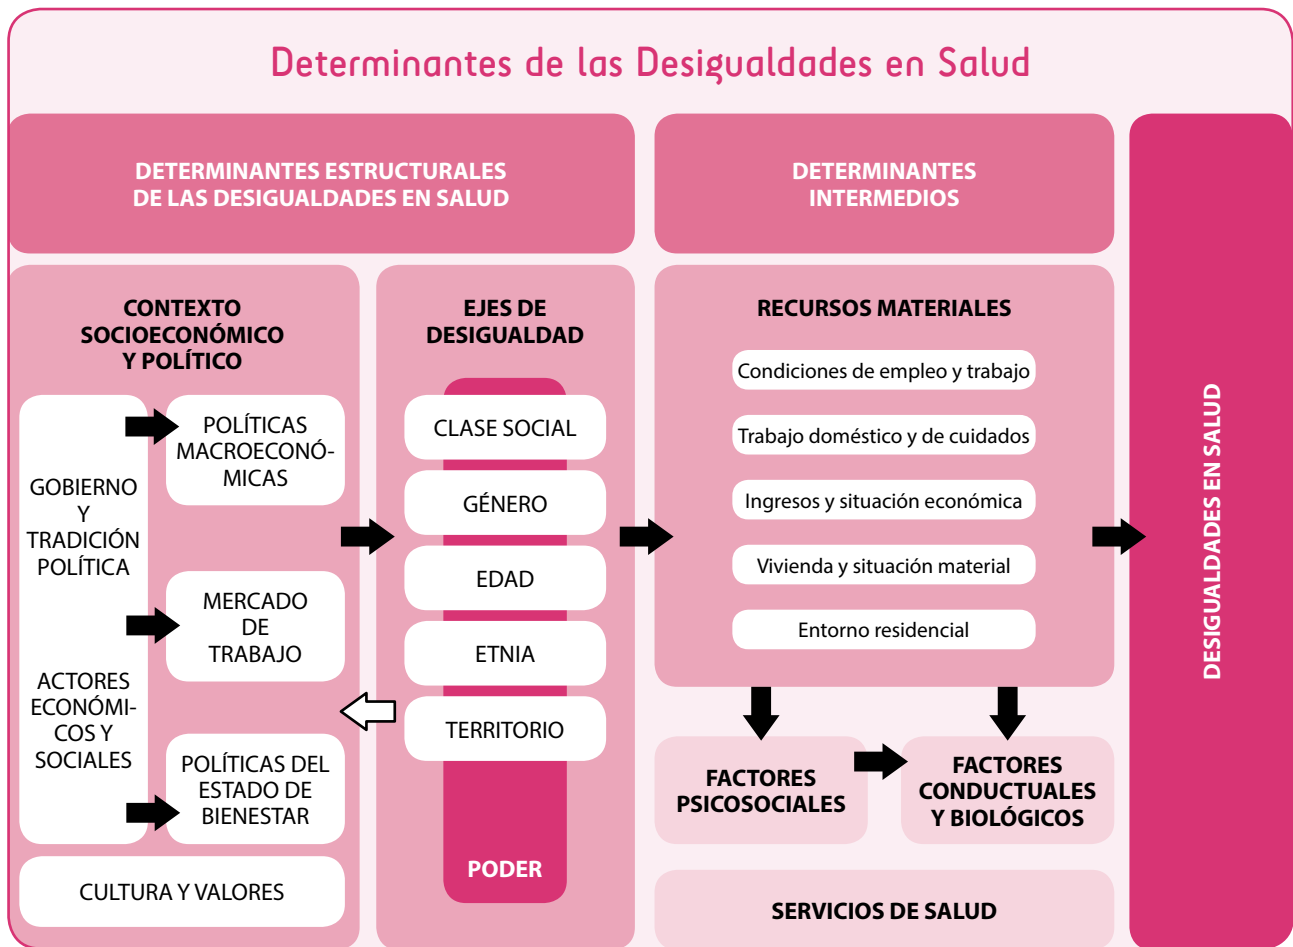 Determinantes de las Desigualdades en Salud
DETERMINANTES ESTRUCTURALES
DE LAS DESIGUALDADES EN SALUD
DETERMINANTES
INTERMEDIOS
CONTEXTO
SOCIOECONÓMICO
Y POLÍTICO
GOBIERNO
Y
TRADICIÓN
POLÍTICA
ACTORES
ECONÓMI-
COS Y
SOCIALES
POLÍTICAS
MACROECONÓ-
MICAS
MERCADO
DE
TRABAJO
POLÍTICAS DEL
ESTADO DE
BIENESTAR
CULTURA Y VALORES
EJES DE
DESIGUALDAD
CLASE SOCIAL
GÉNERO
EDAD
ETNIA
TERRITORIO
PODER
RECURSOS MATERIALES
Condiciones de empleo y trabajo
Trabajo doméstico y de cuidados
Ingresos y situación económica
Vivienda y situación material
Entorno residencial
FACTORES
PSICOSOCIALES
FACTORES
CONDUCTUALES
Y BIOLÓGICOS
SERVICIOS DE SALUD
DESIGUALDADES EN SALUD